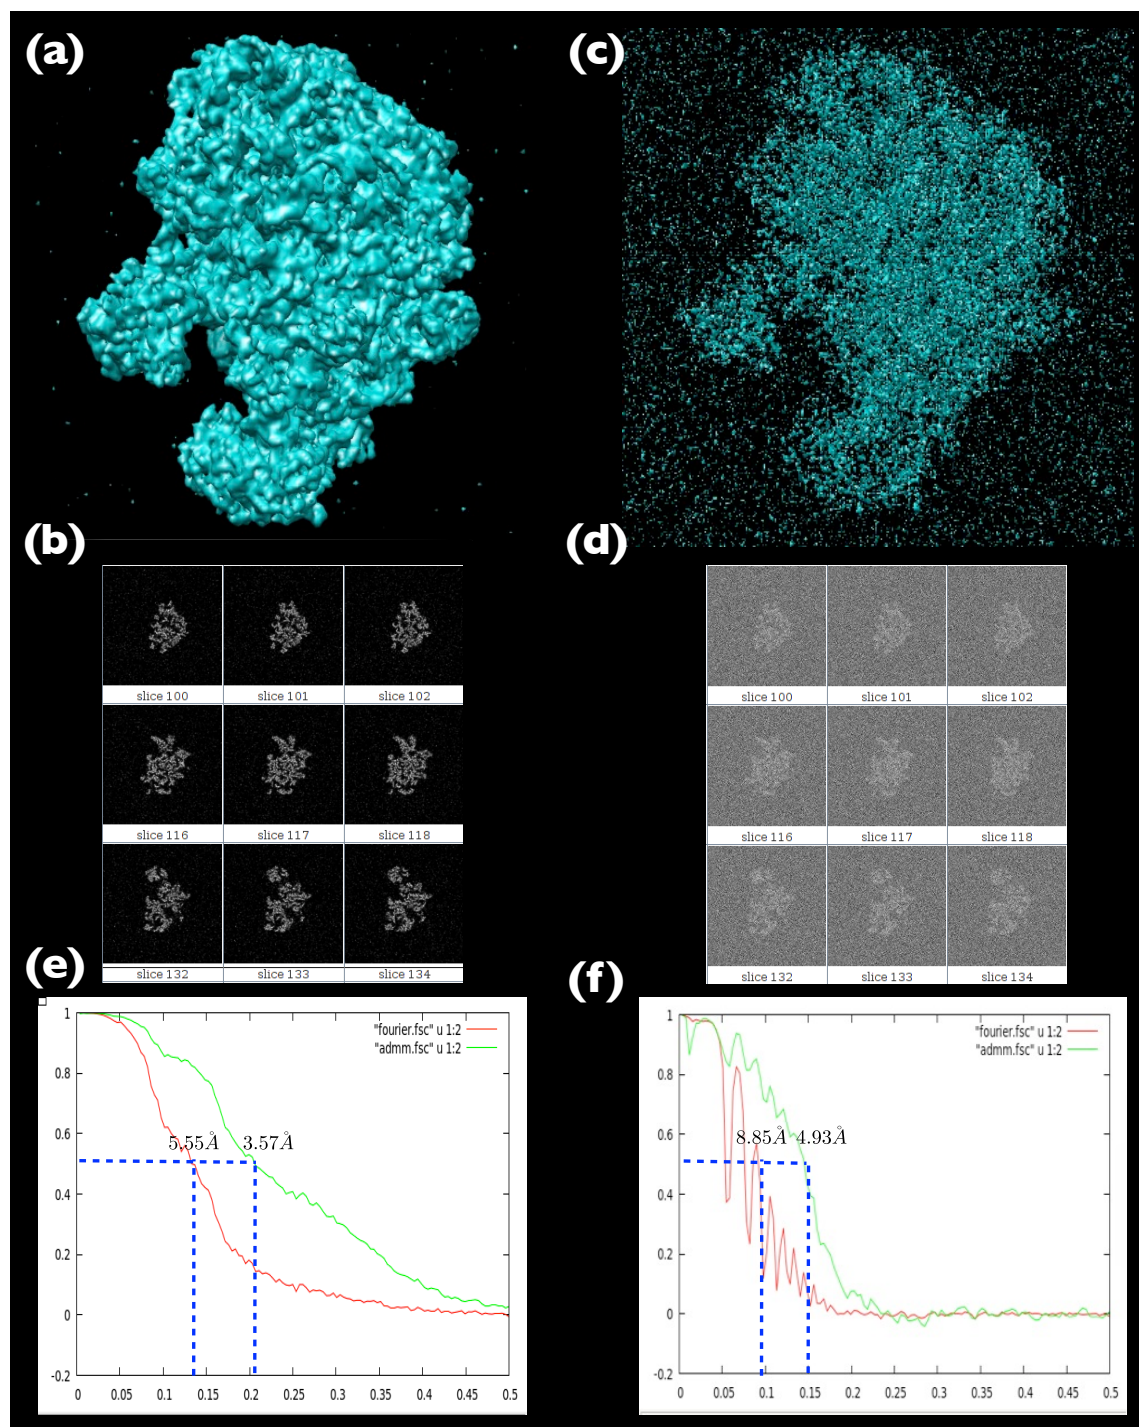 (a)
(c)
(b)
(d)
slice 100 slice 101 slice 102
slice 116 slice 117 slice 118
slice 132 slice 133 slice 134
slice 100 slice 101 slice 102
slice 116 slice 117 slice 118
slice 132 slice 133 slice 134
(e)
(f)
"fourier.fsc" u 1:2
"admm.fsc" u 1:2
5.55Å 3.57Å
1
0.8
0.6
0.4
0.2
0
-0.2
0 0.05 0.1 0.15 0.2 0.25 0.3 0.35 0.4 0.45 0.5
"fourier.fsc" u 1:2
"admm.fsc" u 1:2
8.85Å 4.93Å
1
0.8
0.6
0.4
0.2
0
-0.2
0 0.05 0.1 0.15 0.2 0.25 0.3 0.35 0.4 0.45 0.5